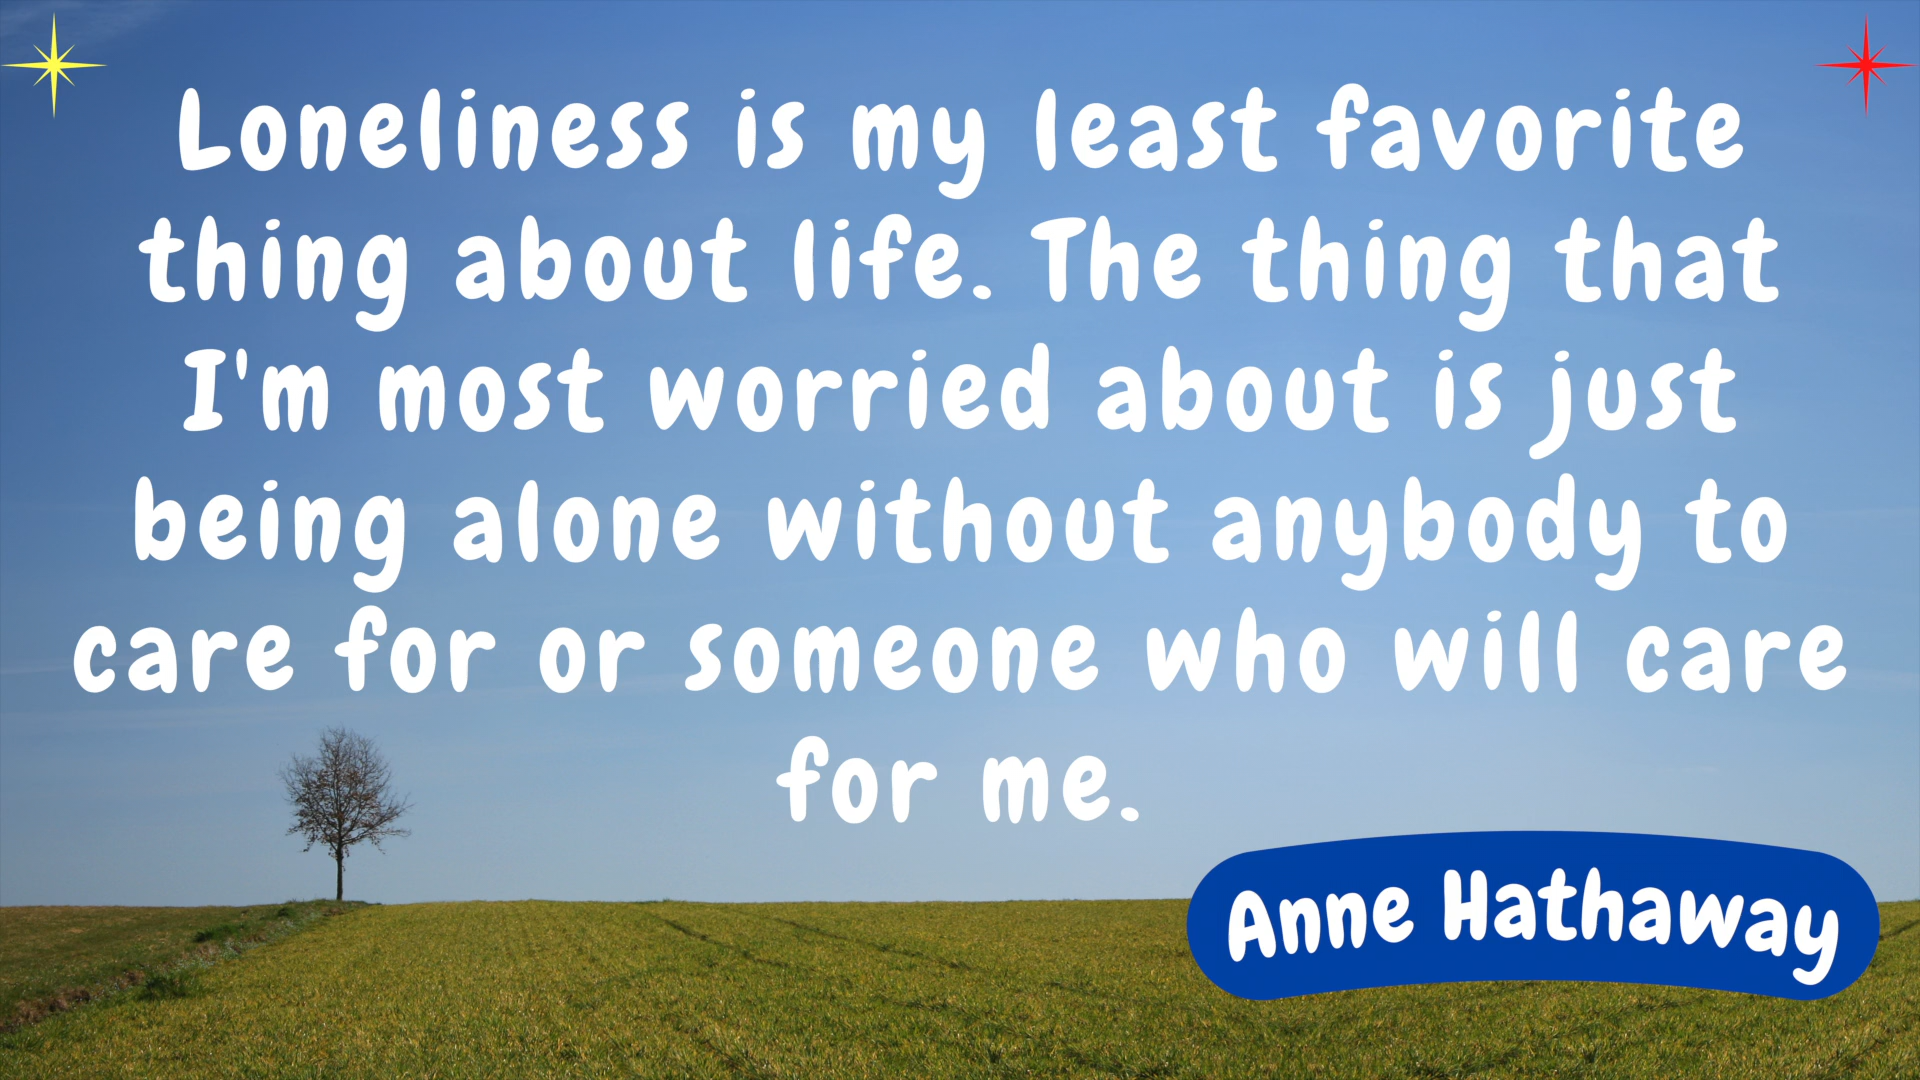 Loneliness is my least favorite
thing about life. The thing that
I'm most worried about is just
being alone without anybody to
care for or someone who will care
for me.
Anne Hathaway